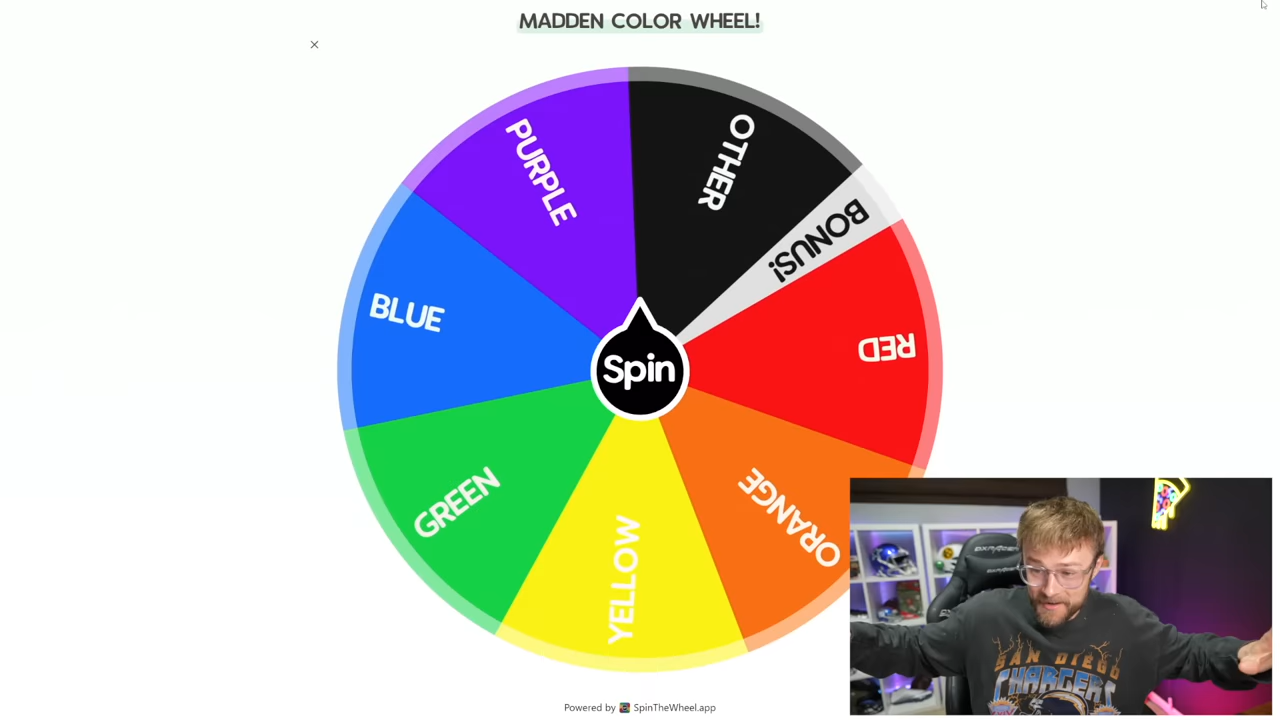 MADDEN COLOR WHEEL!
PURPLE
OTHER
BONUS!
BLUE
RED
Spin
GREEN
ORANGE
YELLOW
DXRACER
SAN DIEGO
CHARGERS
Powered by SpinTheWheel.app